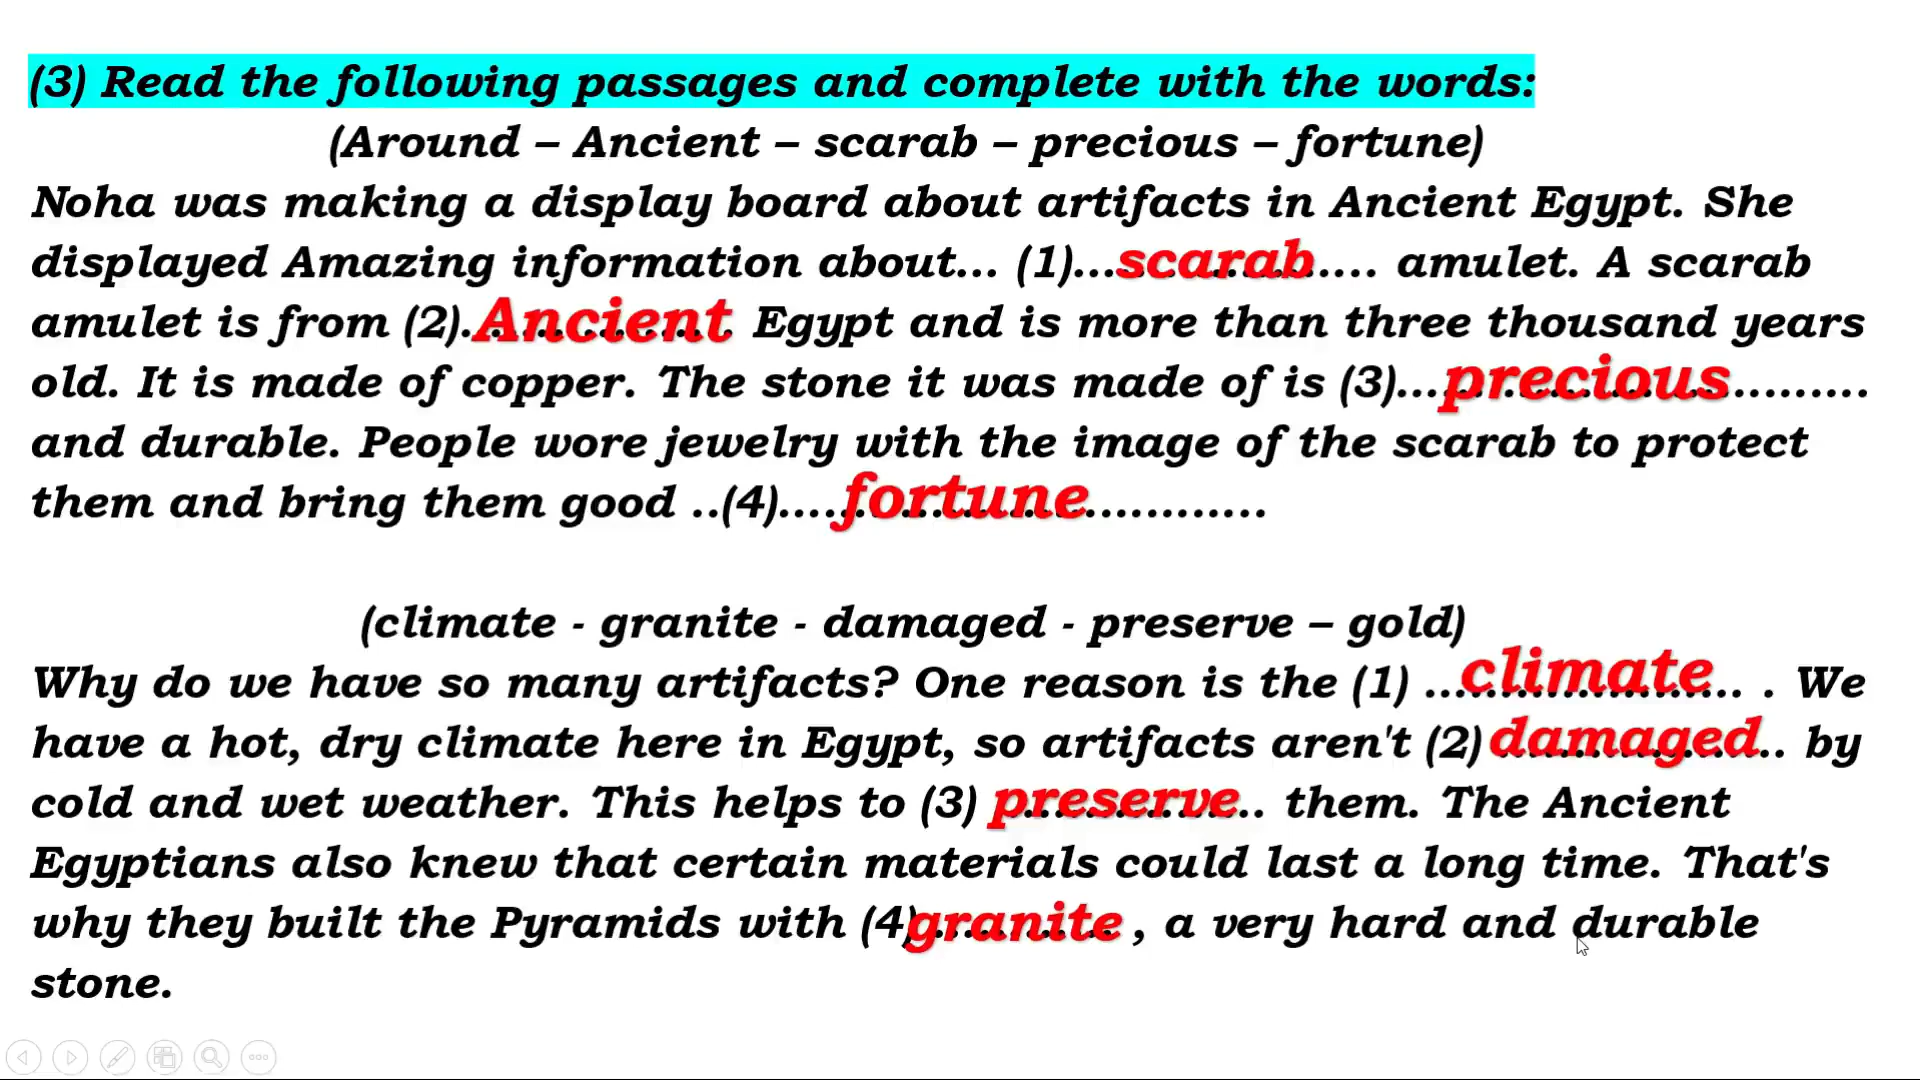 (3) Read the following passages and complete with the words:
(Around – Ancient – scarab – precious – fortune)
Noha was making a display board about artifacts in Ancient Egypt. She
displayed Amazing information about... (1)...scarab.... amulet. A scarab
amulet is from (2). Ancient. Egypt and is more than three thousand years
old. It is made of copper. The stone it was made of is (3)...precious.........
and durable. People wore jewelry with the image of the scarab to protect
them and bring them good ..(4)....fortune............
(climate - granite - damaged - preserve – gold)
Why do we have so many artifacts? One reason is the (1) ...climate.. . We
have a hot, dry climate here in Egypt, so artifacts aren't (2) damaged.. by
cold and wet weather. This helps to (3) preserve.. them. The Ancient
Egyptians also knew that certain materials could last a long time. That's
why they built the Pyramids with (4)granite , a very hard and durable
stone.